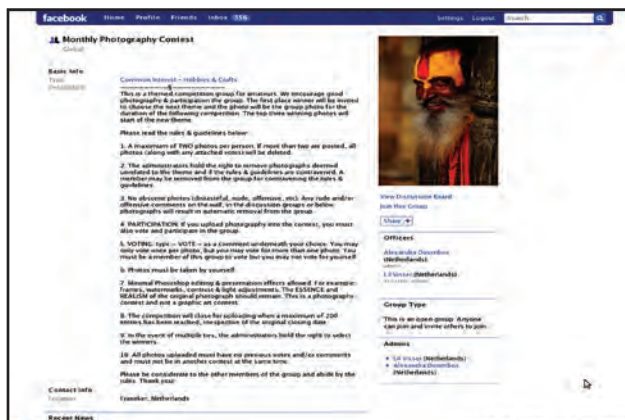 facebook Home Profile Friends Inbox 356 Settings Logout Search
Monthly Photography Contest
Global
Basic Info
Type: Common Interest - Hobbies & Crafts
Description:
This is a themed competition group for amateurs. We encourage good
photography & participation the group. The first place winner will be invited
to choose the next theme and the photo will be the group photo for the
duration of the following competition. The top three winning photos will
start of the new theme.
Please read the rules & guidelines below:
1. A maximum of TWO photos per person. If more than two are posted, all
photos (along with any attached votes) will be deleted.
2. The administrators hold the right to remove photographs deemed
unrelated to the theme and if the rules & guidelines are contravened. A
member may be removed from the group for contravening the rules &
guidelines.
3. No obscene photos (distasteful, nude, offensive, etc). Any rude and/or
offensive comments on the wall, in the discussion groups or below
photographs will result in automatic removal from the group.
4. PARTICIPATION: If you upload photography into the contest, you must
also vote and participate in the group.
5. VOTING: type -- VOTE -- as a comment underneath your choice. You may
only vote once per photo, but you may vote for more than one photo. You
must be a member of this group to vote but you may not vote for yourself
6. Photos must be taken by yourself.
7. Minimal Photoshop editing & presentation effects allowed. For example:
frames, watermarks, contrast & light adjustments. The ESSENCE and
REALISM of the original photograph should remain. This is a photography
contest and not a graphic art contest.
8. The competition will close for uploading when a maximum of 200
entries has been reached, irrespective of the original closing date.
9. In the event of multiple ties, the administrators hold the right to select
the winners.
10. All photos uploaded must have no previous votes and/or comments
and must not be in another contest at the same time.
Please be considerate to the other members of the group and abide by the
rules. Thank you!
Contact Info
Location: Franeker, Netherlands
Recent News
View Discussion Board
Join this Group
Share +
Officers
(Netherlands)
(Netherlands)
Group Type
This is an open group. Anyone
can join and invite others to join.
Admins
(Netherlands)
(Netherlands)